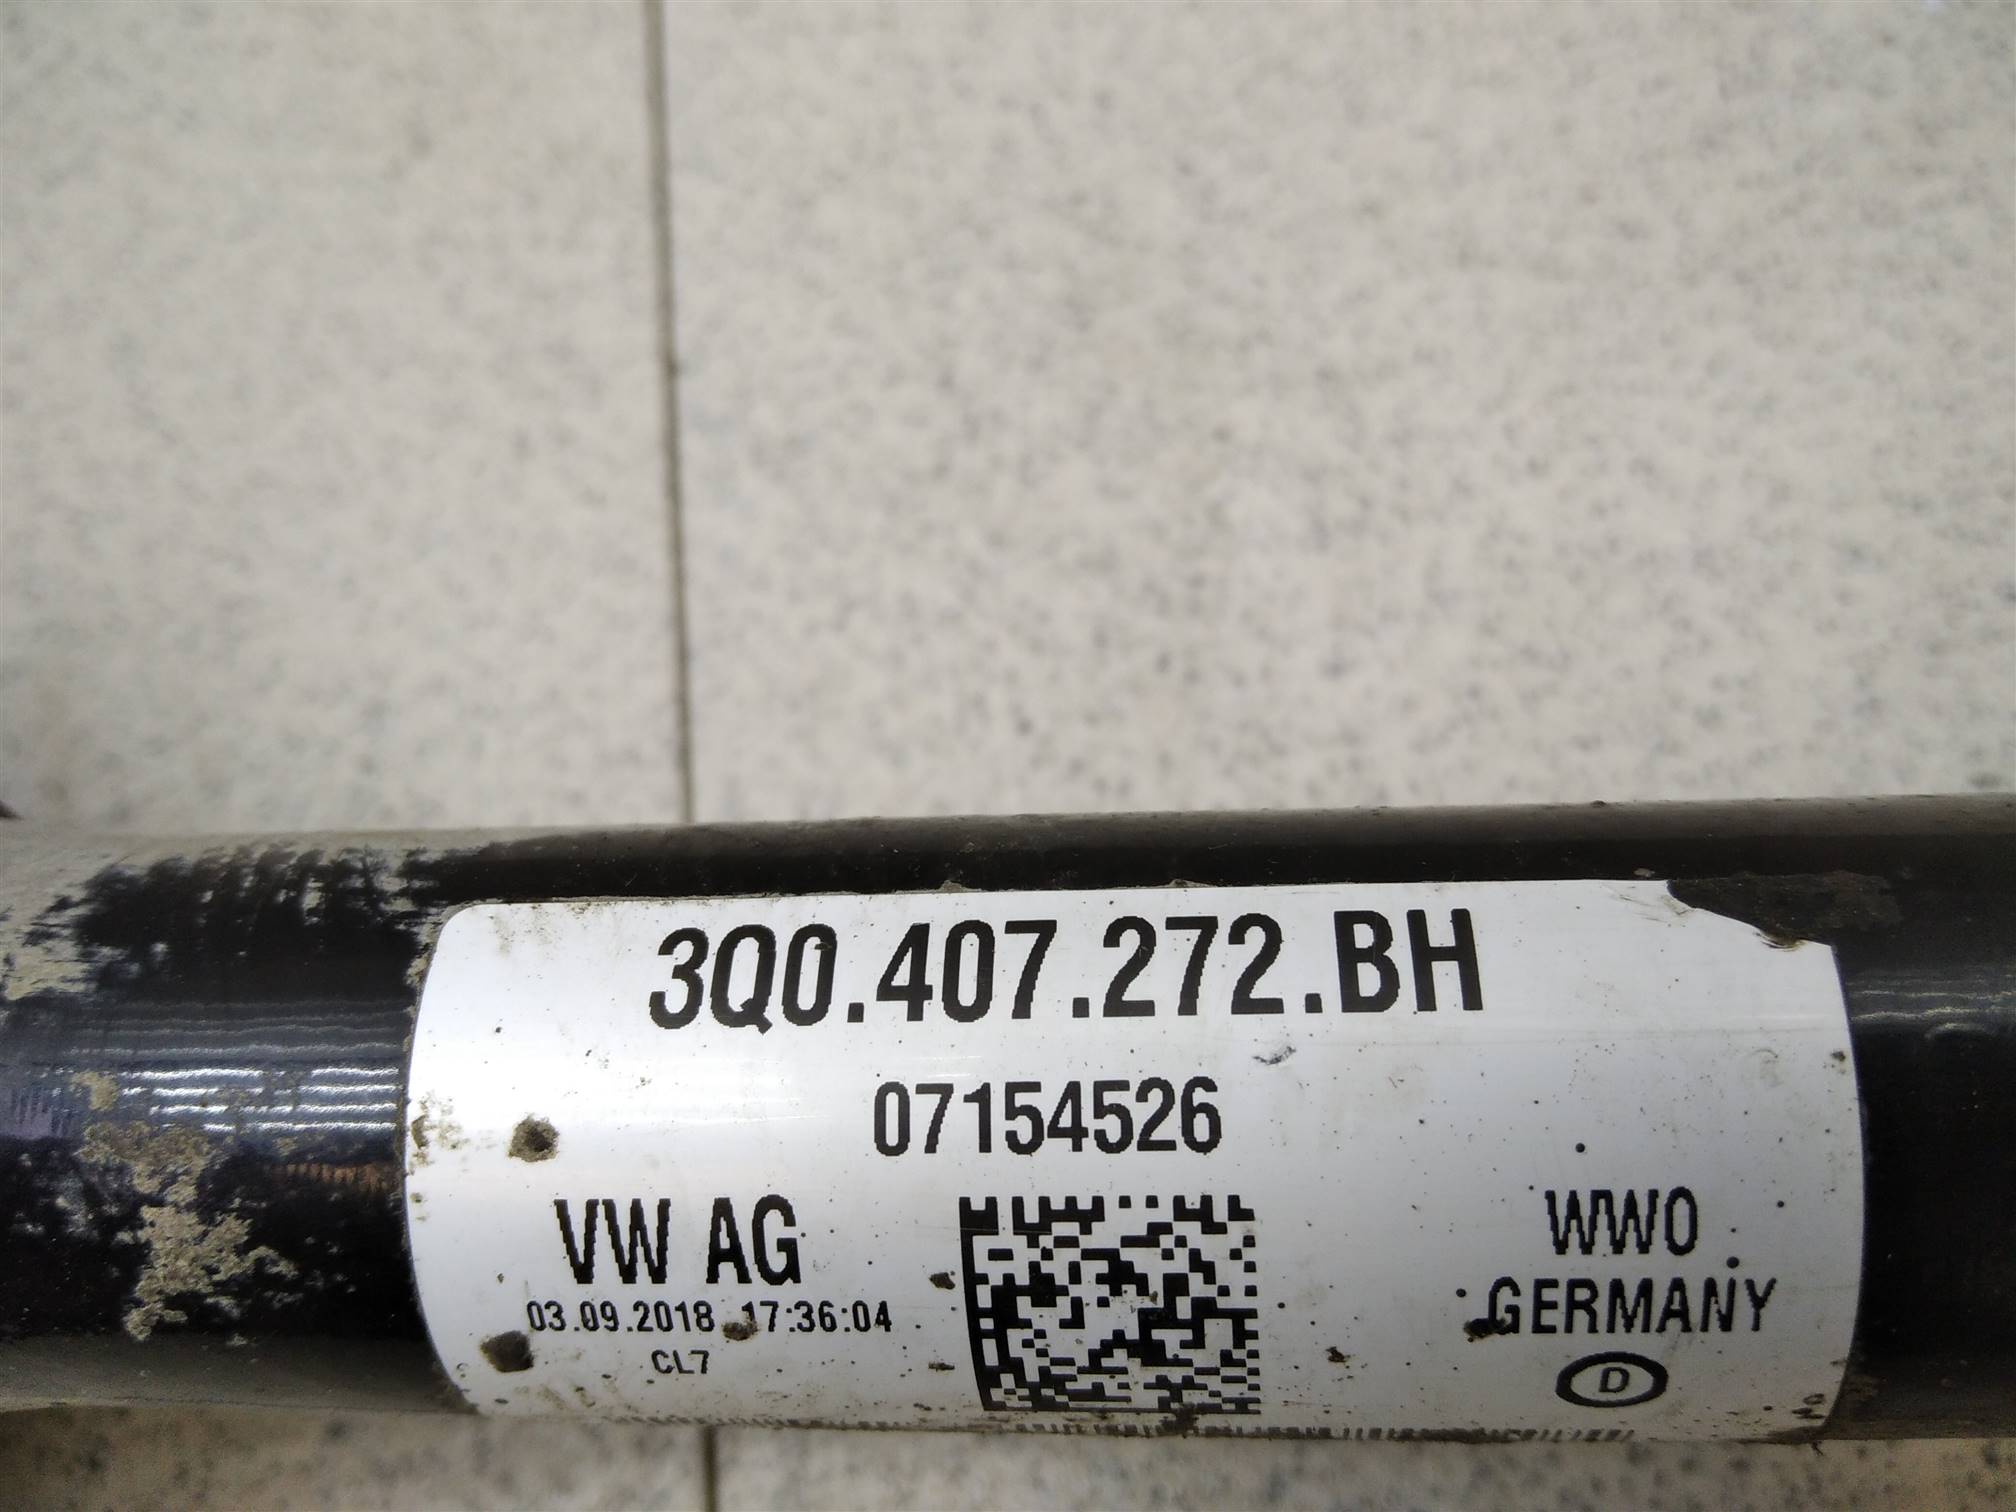 3Q0.407.272.BH
07154526
VW AG
03.09.2018 17:36:04
CL7
WWO
GERMANY
D